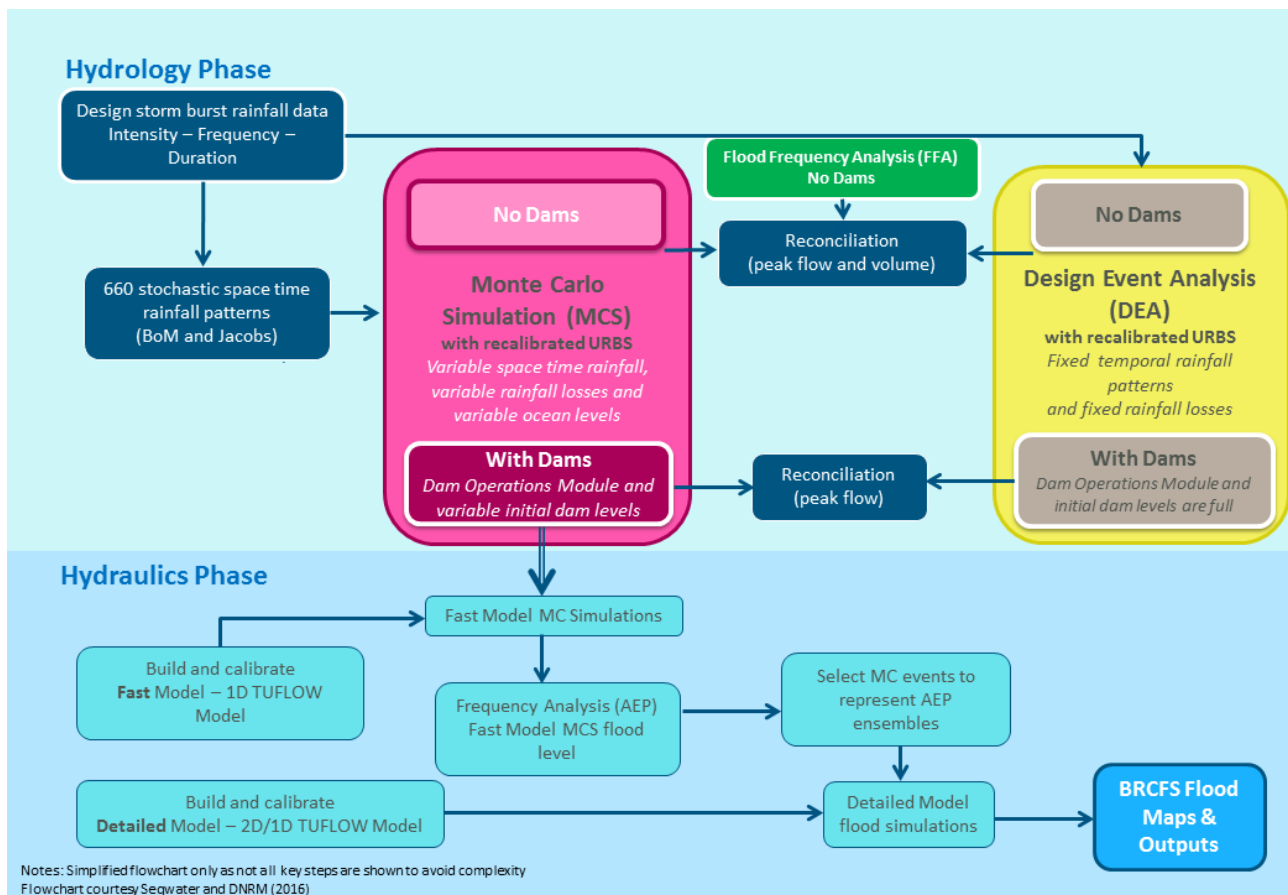 Hydrology Phase
Design storm burst rainfall data
Intensity – Frequency –
Duration
660 stochastic space time
rainfall patterns
(BoM and Jacobs)
No Dams
Monte Carlo
Simulation (MCS)
with recalibrated URBS
Variable space time rainfall,
variable rainfall losses and
variable ocean levels
With Dams
Dam Operations Module and
variable initial dam levels
Flood Frequency Analysis (FFA)
No Dams
Reconciliation
(peak flow and volume)
Reconciliation
(peak flow)
No Dams
Design Event Analysis
(DEA)
with recalibrated URBS
Fixed temporal rainfall
patterns
and fixed rainfall losses
With Dams
Dam Operations Module and
initial dam levels are full
Hydraulics Phase
Fast Model MC Simulations
Build and calibrate
Fast Model – 1D TUFLOW
Model
Frequency Analysis (AEP)
Fast Model MCS flood
level
Select MC events to
represent AEP
ensembles
Build and calibrate
Detailed Model – 2D/1D TUFLOW Model
Detailed Model
flood simulations
BRCFS Flood
Maps &
Outputs
Notes: Simplified flowchart only as not all key steps are shown to avoid complexity
Flowchart courtesy Seqwater and DNRM (2016)